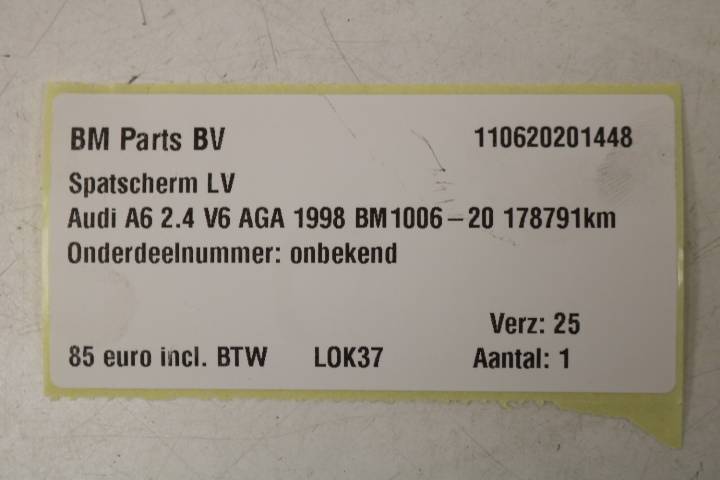 BM Parts BV 110620201448
Spatscherm LV
Audi A6 2.4 V6 AGA 1998 BM1006-20 178791km
Onderdeelnummer: onbekend
Verz: 25
85 euro incl. BTW LOK37 Aantal: 1